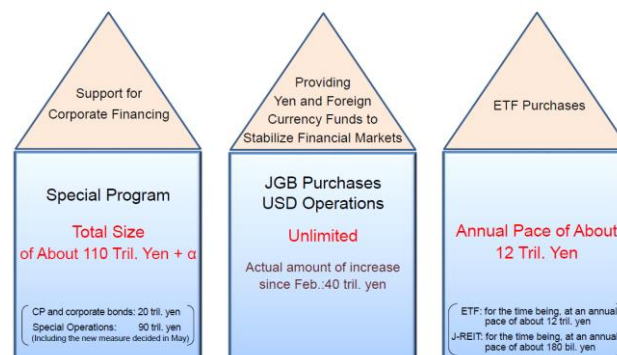 Support for
Corporate Financing
Special Program
Total Size
of About 110 Tril. Yen + α
CP and corporate bonds: 20 tril. yen
Special Operations: 90 tril. yen
(Including the new measure decided in May)
Providing
Yen and Foreign
Currency Funds to
Stabilize Financial Markets
JGB Purchases
USD Operations
Unlimited
Actual amount of increase
since Feb.:40 tril. yen
ETF Purchases
Annual Pace of About
12 Tril. Yen
ETF: for the time being, at an annual
pace of about 12 tril. yen
J-REIT: for the time being, at an annual
pace of about 180 bil. yen